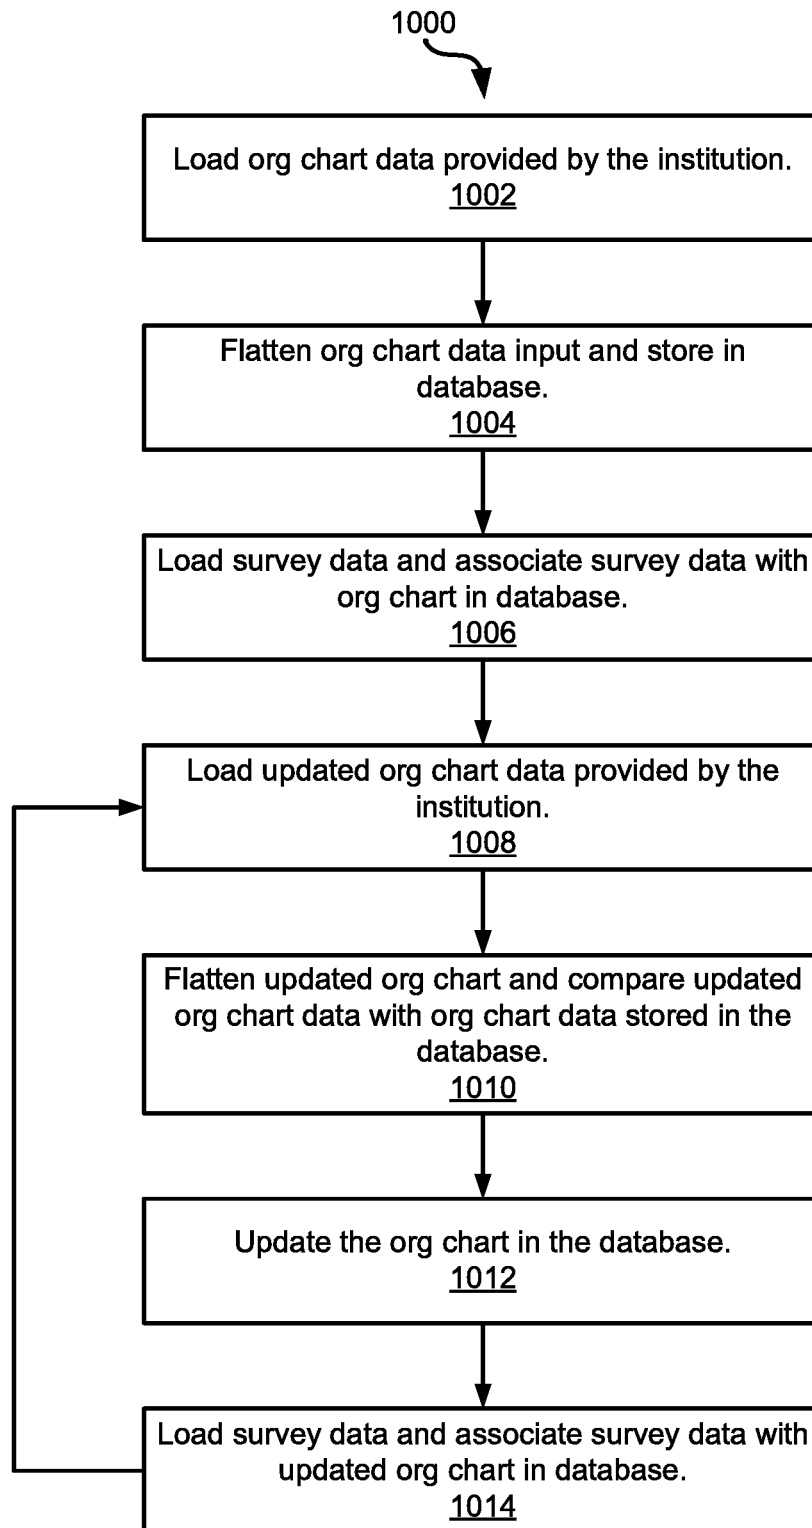 1000
Load org chart data provided by the institution.
1002
Flatten org chart data input and store in
database.
1004
Load survey data and associate survey data with
org chart in database.
1006
Load updated org chart data provided by the
institution.
1008
Flatten updated org chart and compare updated
org chart data with org chart data stored in the
database.
1010
Update the org chart in the database.
1012
Load survey data and associate survey data with
updated org chart in database.
1014